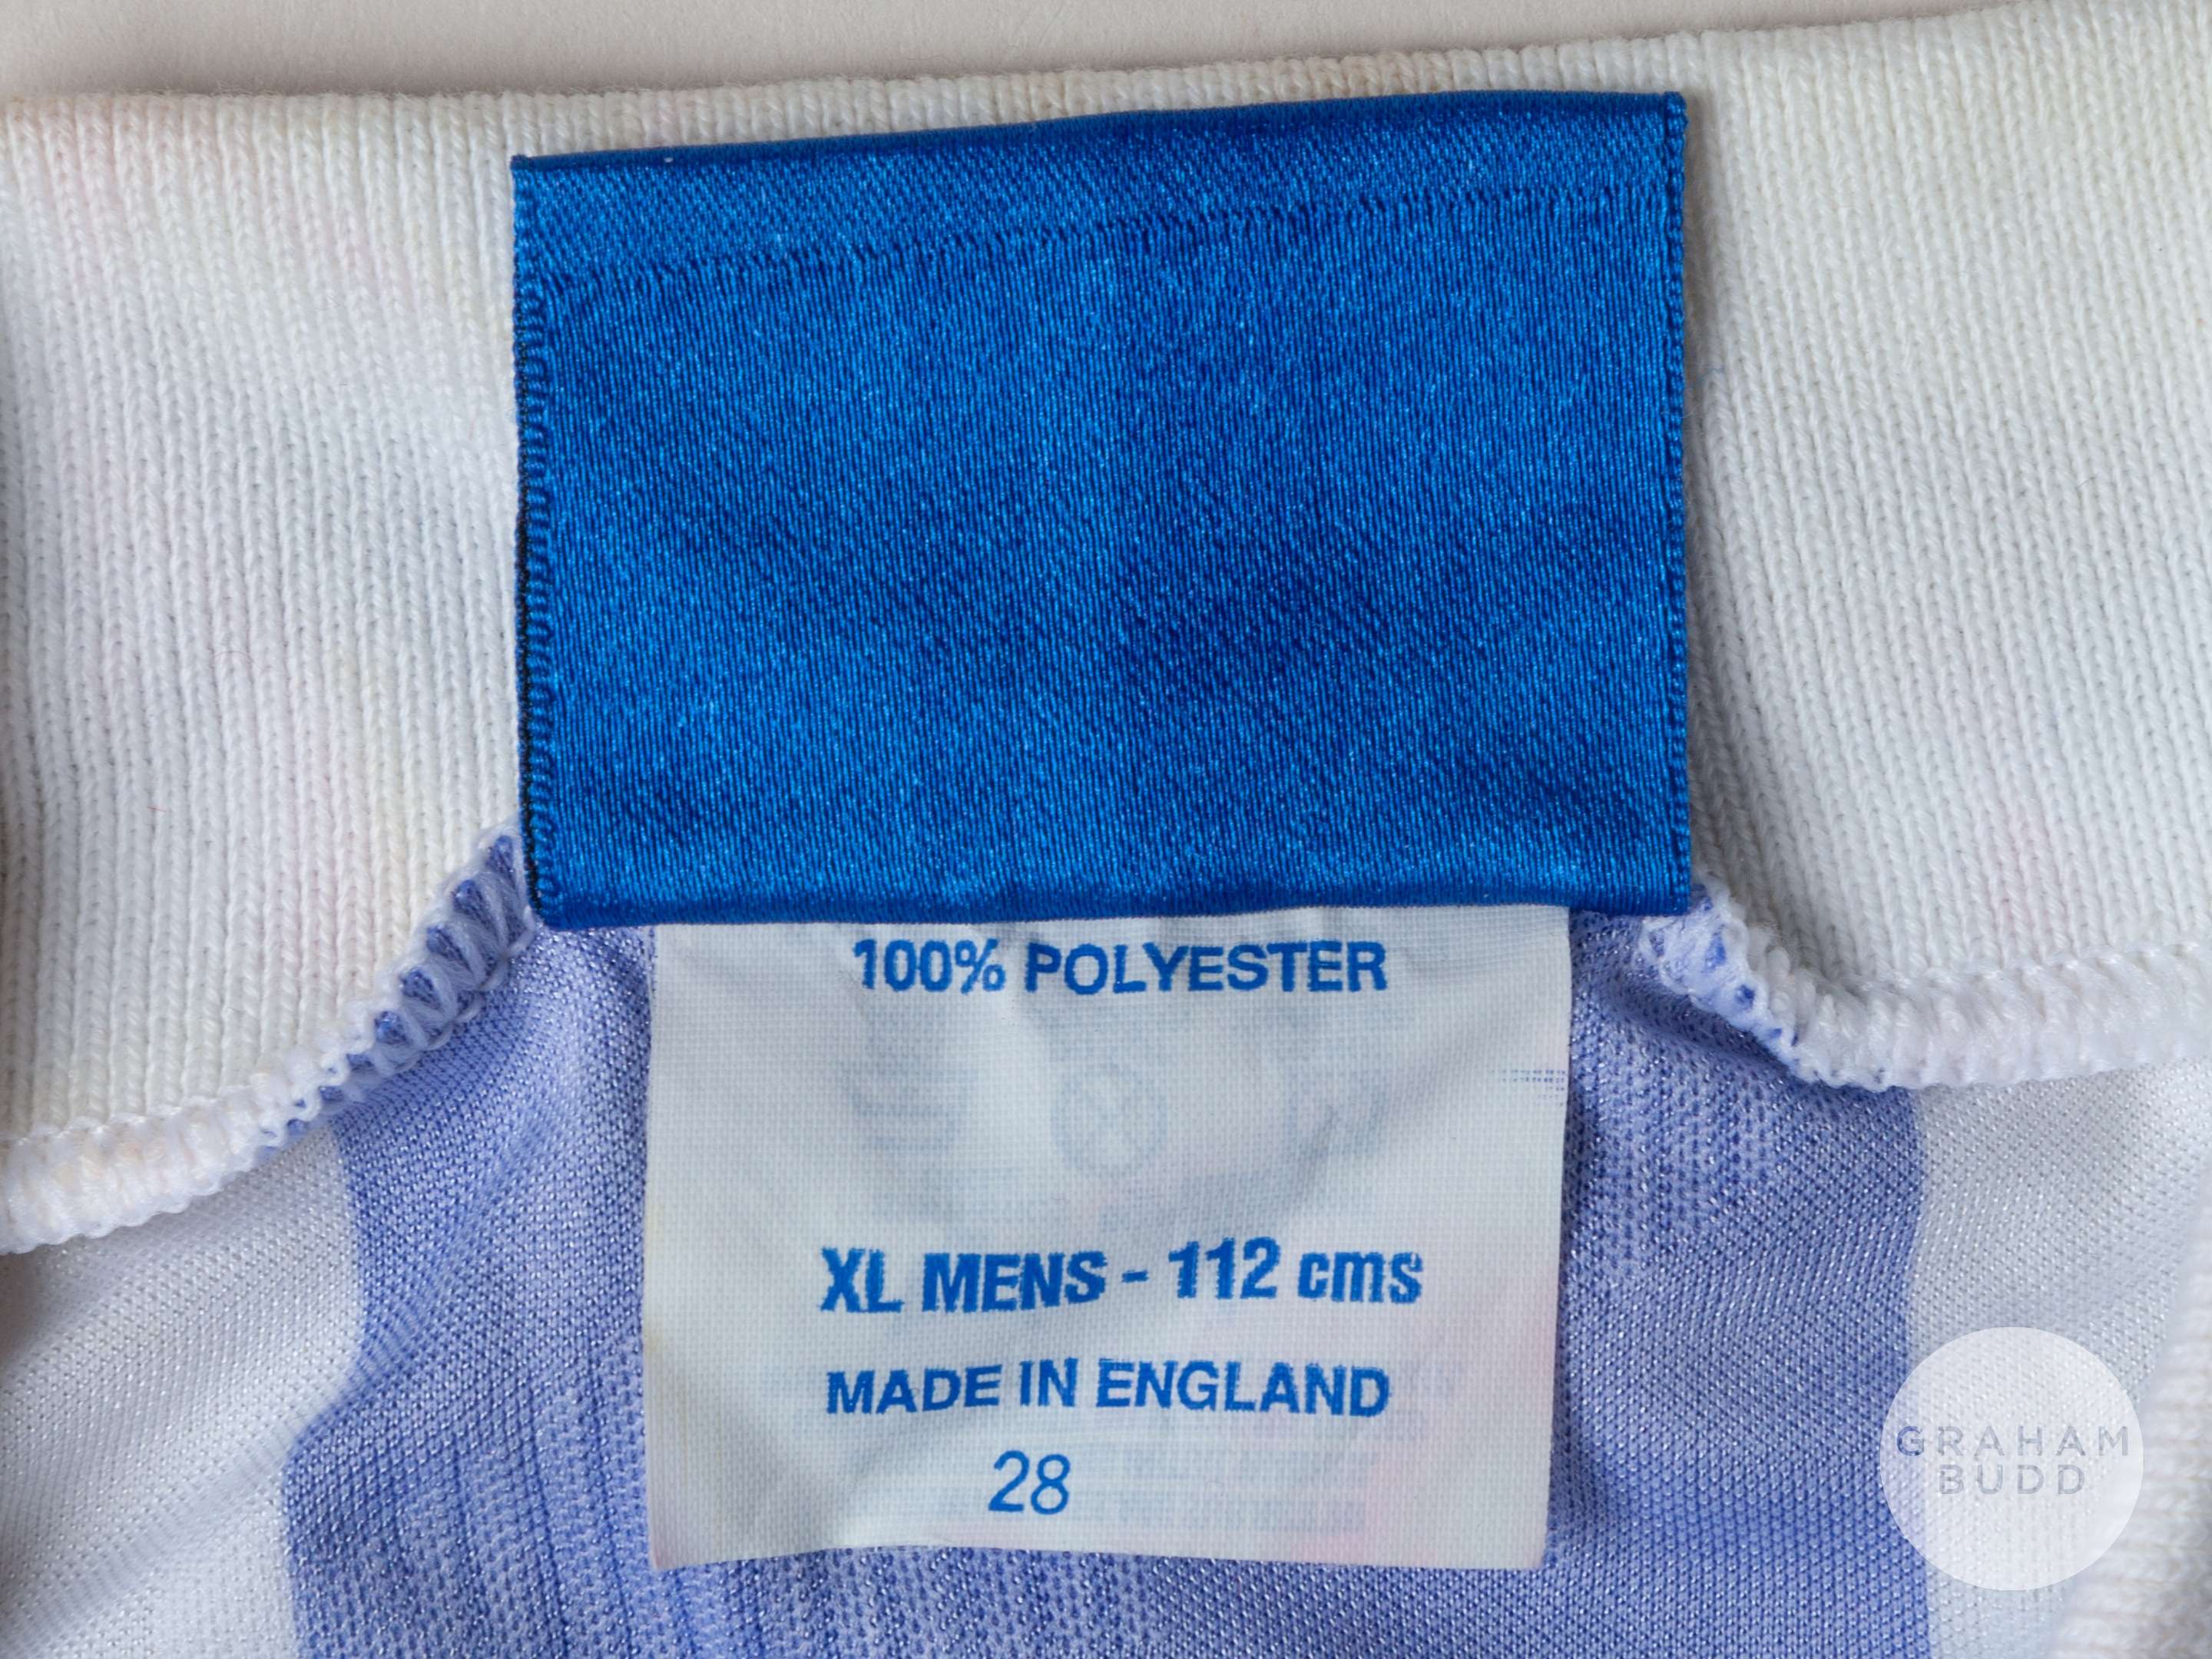 100% POLYESTER
XL MENS - 112 cms
MADE IN ENGLAND
28
GRAHAM
BUDD